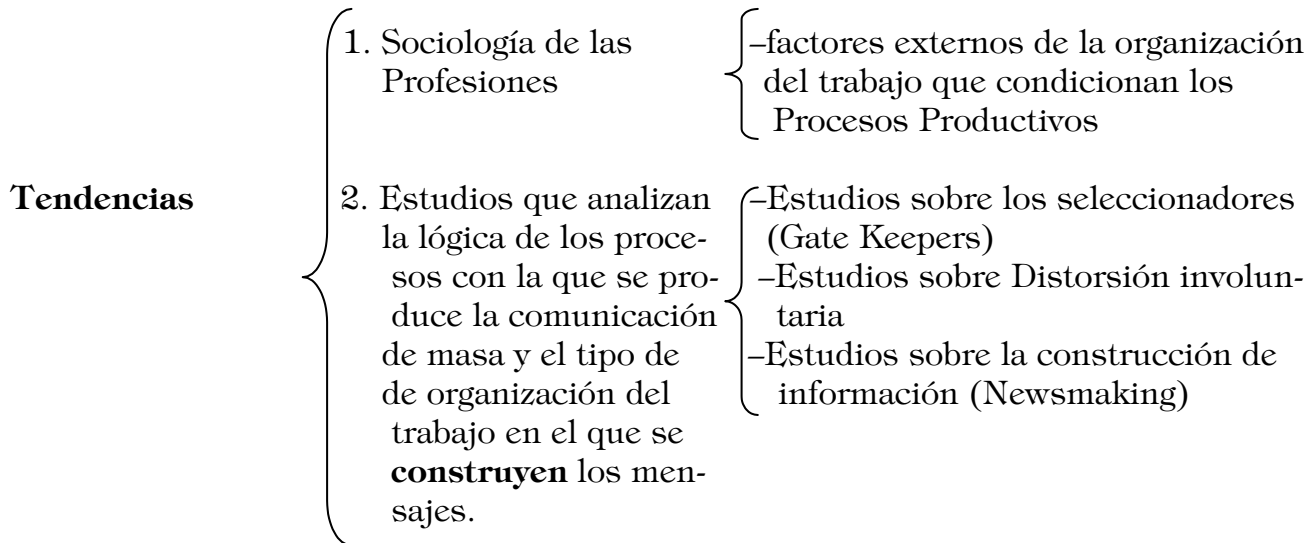 Tendencias
1. Sociología de las
Profesiones
–factores externos de la organización
del trabajo que condicionan los
Procesos Productivos
2. Estudios que analizan
la lógica de los proce-
sos con la que se pro-
duce la comunicación
de masa y el tipo de
de organización del
trabajo en el que se
construyen los men-
sajes.
–Estudios sobre los seleccionadores
(Gate Keepers)
–Estudios sobre Distorsión involun-
taria
–Estudios sobre la construcción de
información (Newsmaking)